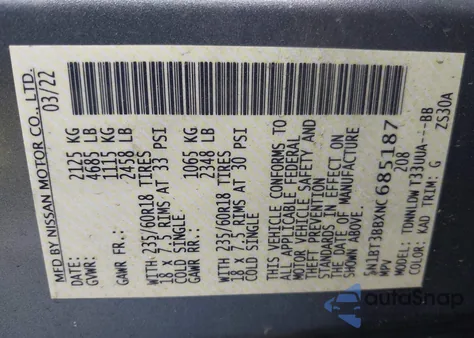 MFD BY NISSAN MOTOR CO., LTD.
DATE: 03/22
GVWR: 2125 KG
4685 LB
GAWR FR.: 1115 KG
2458 LB
WITH 235/60R18 TIRES
18 X 7.5 RIMS AT 33 PSI
COLD SINGLE
GAWR RR.: 1065 KG
2348 LB
WITH 235/60R18 TIRES
18 X 7.5 RIMS AT 30 PSI
COLD SINGLE
THIS VEHICLE CONFORMS TO
ALL APPLICABLE FEDERAL
MOTOR VEHICLE SAFETY AND
THEFT PREVENTION
STANDARDS IN EFFECT ON
THE DATE OF MANUFACTURE
SHOWN ABOVE.
5N1BT3BBXNC685187
MPV 208
MODEL: TDWNNLDW T33UUA---BB
COLOR: KAD TRIM: G ZS30A
autoSnap